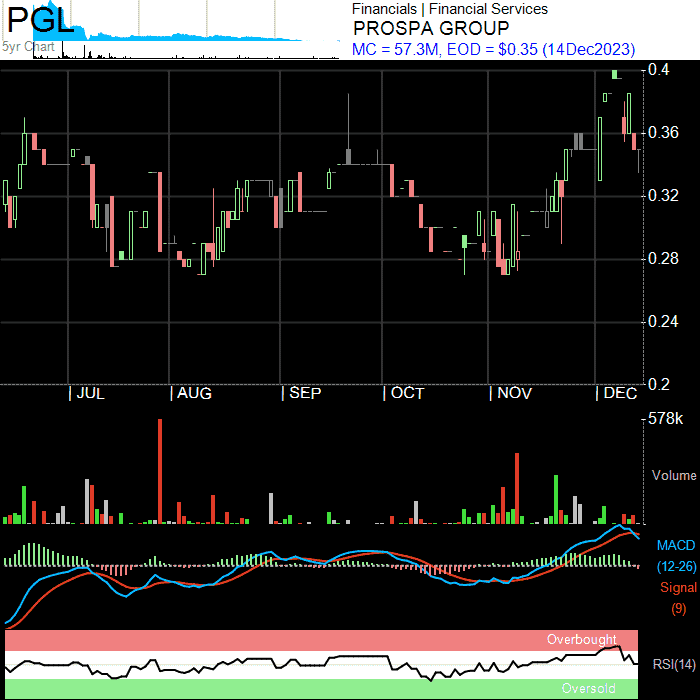 PGL
5yr Chart
Financials | Financial Services
PROSPA GROUP
MC = 57.3M, EOD = $0.35 (14Dec2023)
0.4
0.36
0.32
0.28
0.24
0.2
| JUL | AUG | SEP | OCT | NOV | DEC
578k
Volume
MACD
(12-26)
Signal
(9)
Overbought
RSI(14)
Oversold